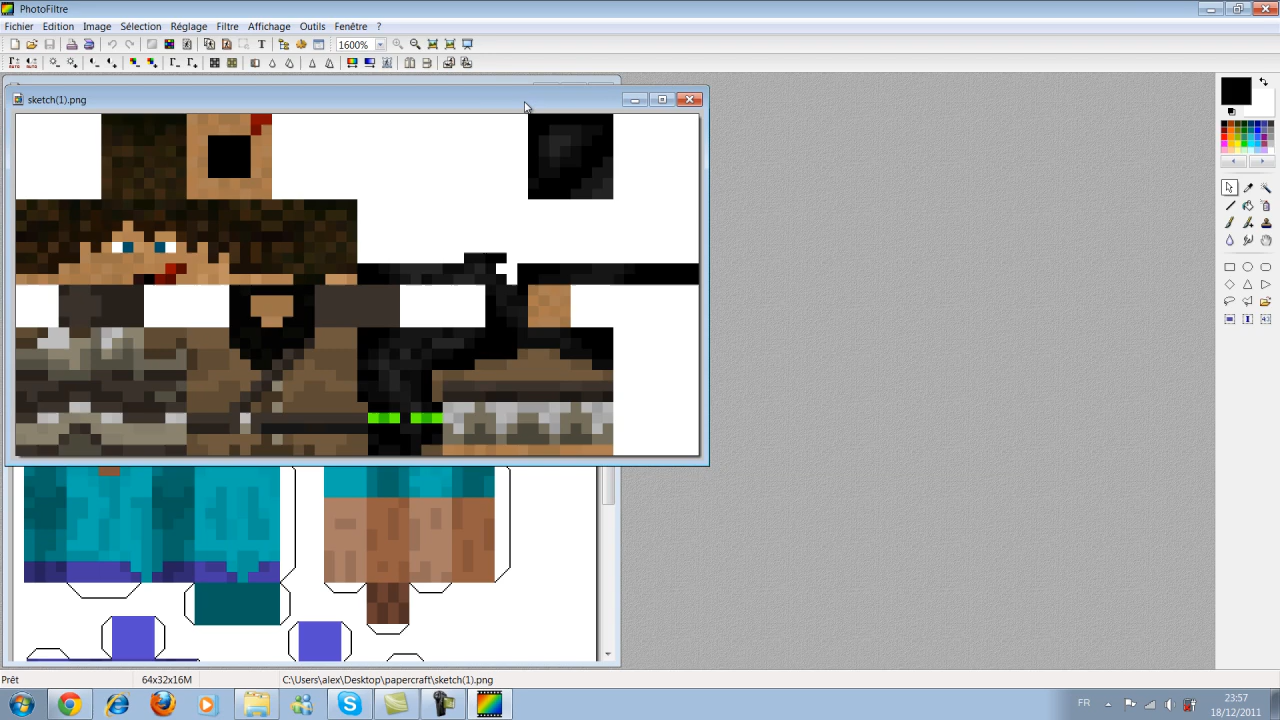 PhotoFiltre
Fichier Edition Image Sélection Réglage Filtre Affichage Outils Fenêtre ?
T 1600%
sketch(1).png
Prêt 64x32x16M C:\Users\alex\Desktop\papercraft\sketch(1).png
FR 23:57
18/12/2011